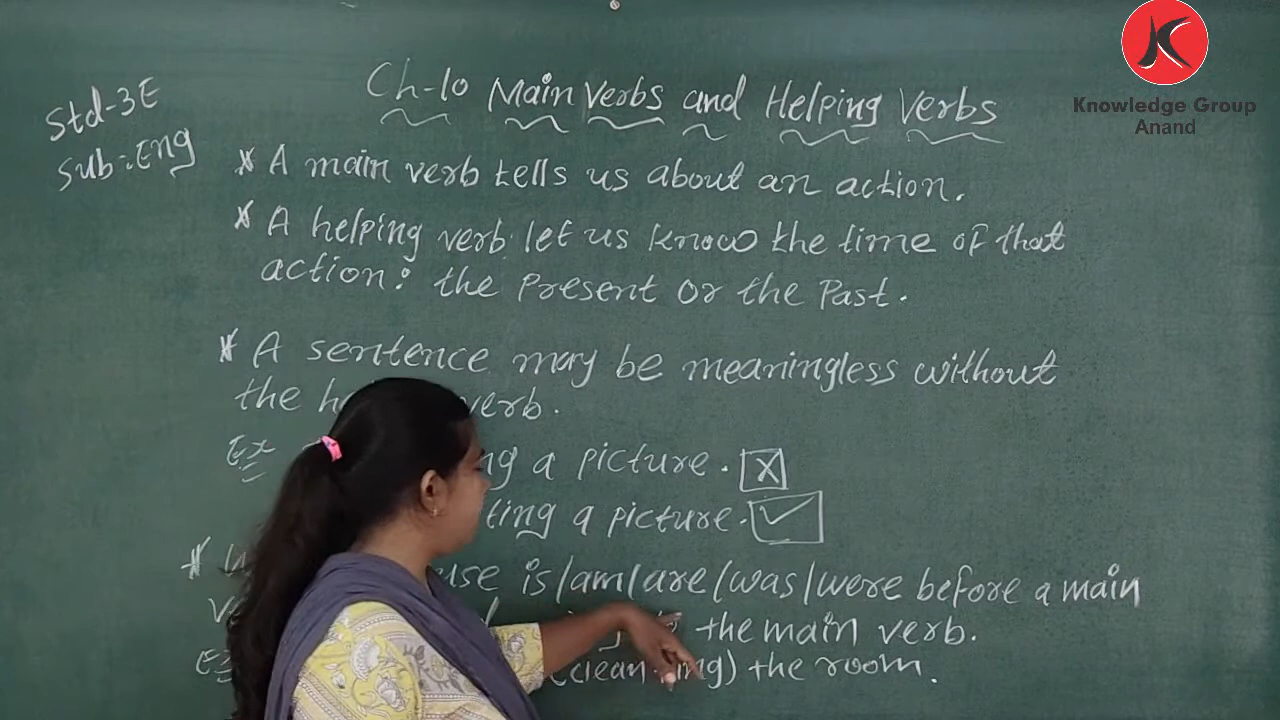 Knowledge Group
Anand
Std-3E
Sub:Eng
Ch-10 Main Verbs and Helping Verbs
* A main verb tells us about an action.
* A helping verb let us know the time of that
action: the Present or the Past.
* A sentence may be meaningless without
the verb.
Ex a picture.
ting a picture.
* use is/am/are/was/were before a main
the main verb.
Ex (clean+ing) the room.